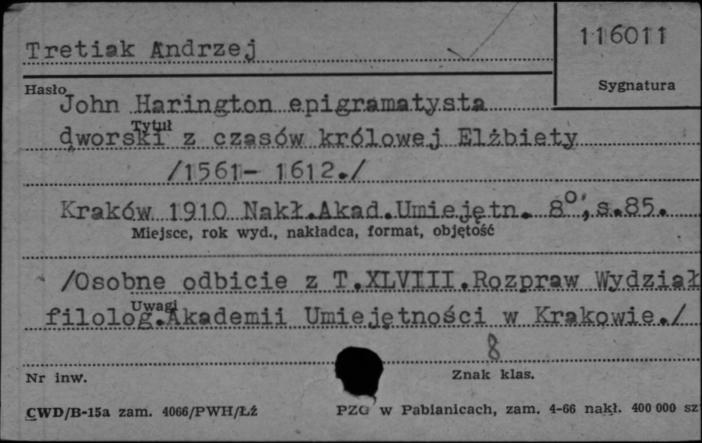 Tretiak Andrzej
116011
Hasło
Sygnatura
John Harington epigramatysta
Tytuł
dworski z czasów królowej Elżbiety
/1561- 1612./
Kraków 1910 Nakł.Akad.Umiejętn. 8°, s.85.
Miejsce, rok wyd., nakładca, format, objętość
/Osobne odbicie z T.XLVIII.Rozpraw Wydział
Uwagi
filolog.Akademii Umiejętności w Krakowie./
8
Nr inw.
Znak klas.
CWD/B-15a zam. 4066/PWH/Łź
PZG w Pabianicach, zam. 4-66 nakł. 400 000 sz